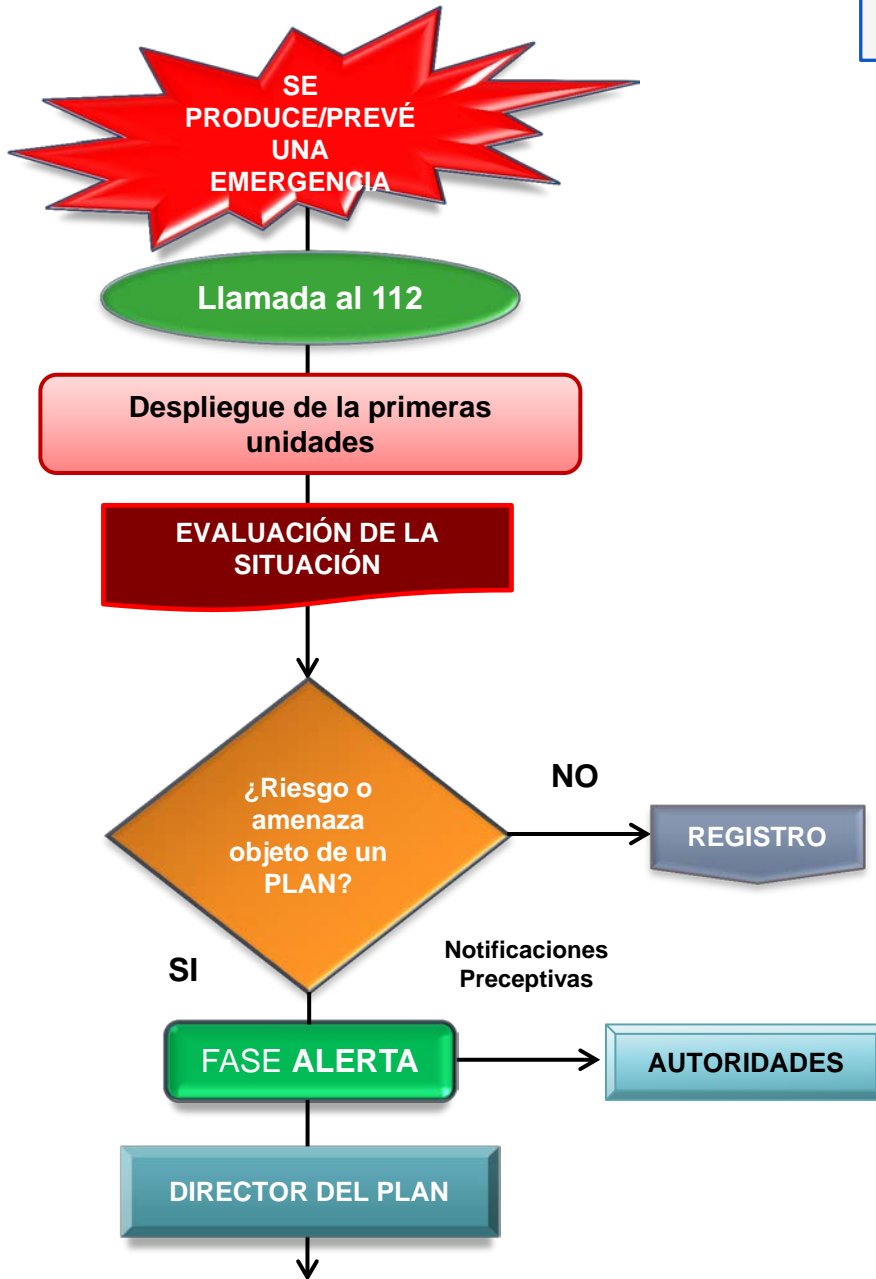 SE
PRODUCE/PREVÉ
UNA
EMERGENCIA
Llamada al 112
Despliegue de la primeras
unidades
EVALUACIÓN DE LA
SITUACIÓN
¿Riesgo o
amenaza
objeto de un
PLAN?
NO
REGISTRO
SI
Notificaciones
Preceptivas
FASE ALERTA
AUTORIDADES
DIRECTOR DEL PLAN